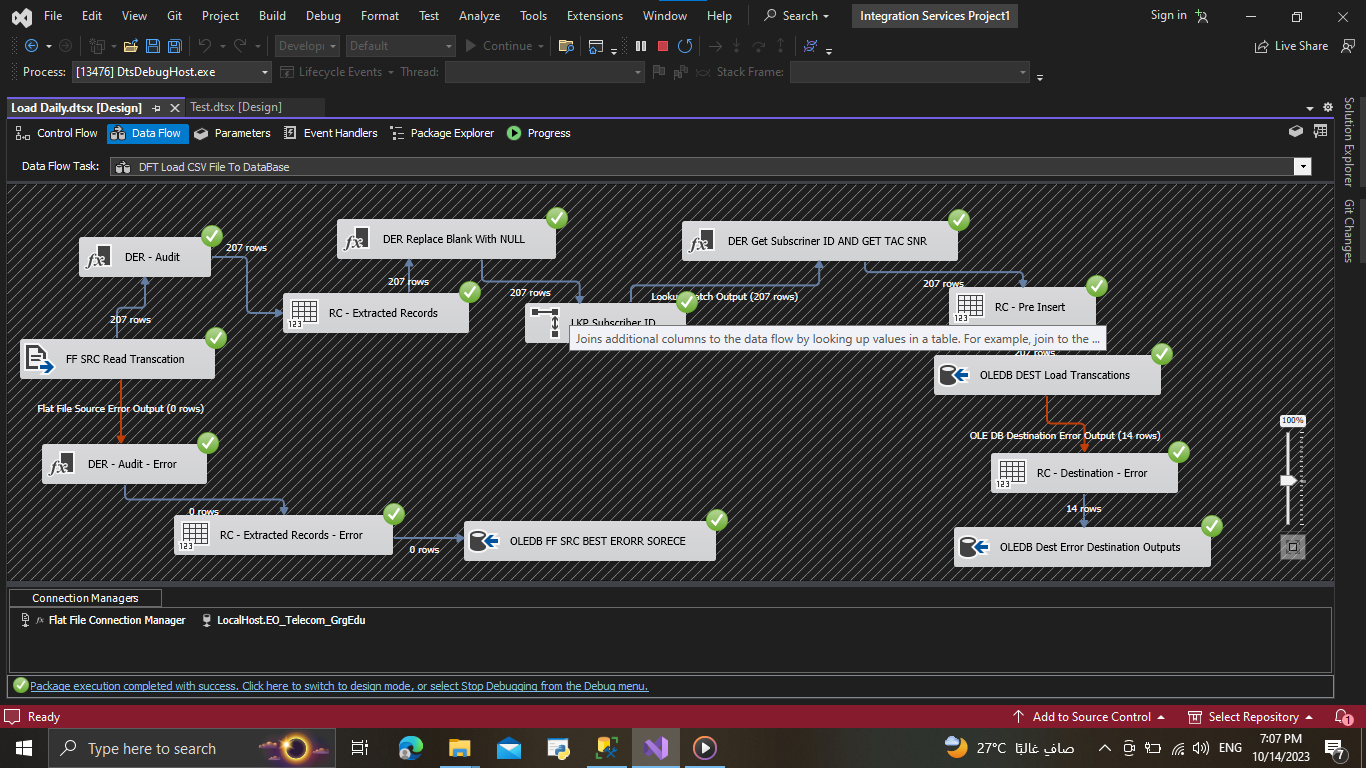 File Edit View Git Project Build Debug Format Test Analyze Tools Extensions Window Help Search Integration Services Project1 Sign in
Develop Default Continue Live Share
Process: [13476] DtsDebugHost.exe Lifecycle Events Thread: Stack Frame:
Load Daily.dtsx [Design] Test.dtsx [Design]
Control Flow Data Flow Parameters Event Handlers Package Explorer Progress
Data Flow Task: DFT Load CSV File To DataBase
Solution Explorer
Git Changes
DER - Audit
207 rows
DER Replace Blank With NULL
DER Get Subscriner ID AND GET TAC SNR
207 rows
207 rows
Lookup Match Output (207 rows)
207 rows
207 rows
123 RC - Extracted Records
LKP Subscriber ID
123 RC - Pre Insert
Joins additional columns to the data flow by looking up values in a table. For example, join to the ...
207 rows
FF SRC Read Transcation
OLEDB DEST Load Transcations
Flat File Source Error Output (0 rows)
OLE DB Destination Error Output (14 rows)
100%
DER - Audit - Error
123 RC - Destination - Error
0 rows
14 rows
123 RC - Extracted Records - Error
0 rows
OLEDB FF SRC BEST ERORR SORECE
OLEDB Dest Error Destination Outputs
Connection Managers
fx Flat File Connection Manager LocalHost.EO_Telecom_GrgEdu
Package execution completed with success. Click here to switch to design mode, or select Stop Debugging from the Debug menu.
Ready Add to Source Control Select Repository 1
Type here to search 27°C صافٍ غالبًا ENG 7:07 PM
10/14/2023 7